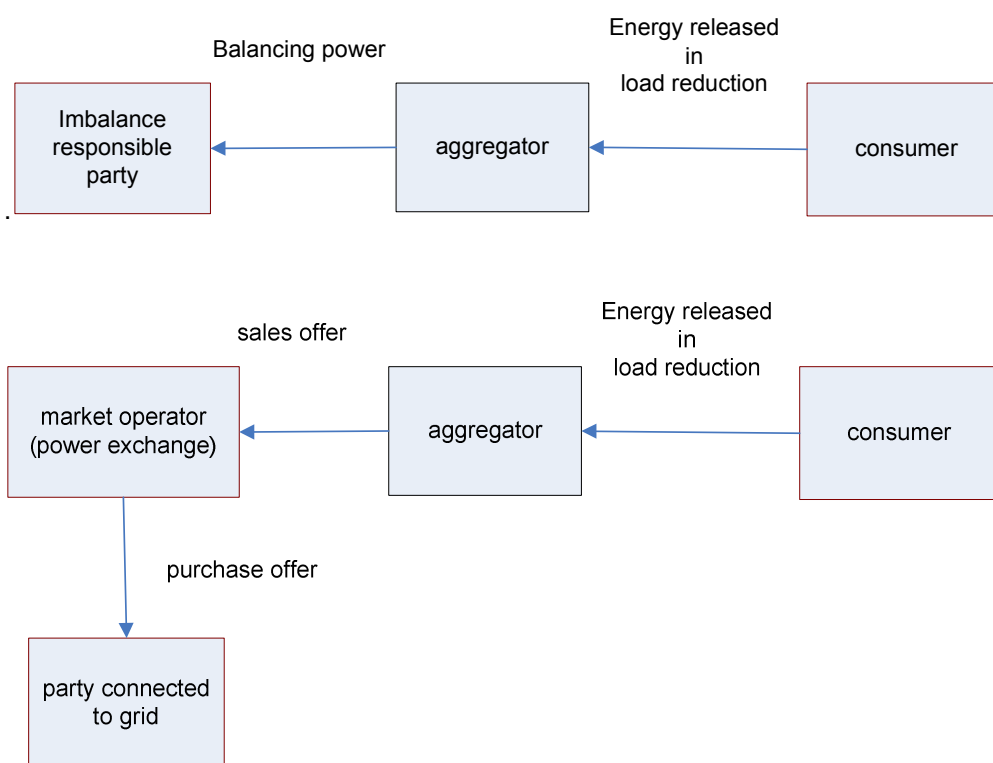 Balancing power
Energy released
in
load reduction
Imbalance
responsible
party
aggregator
consumer
.
sales offer
Energy released
in
load reduction
market operator
(power exchange)
aggregator
consumer
purchase offer
party connected
to grid